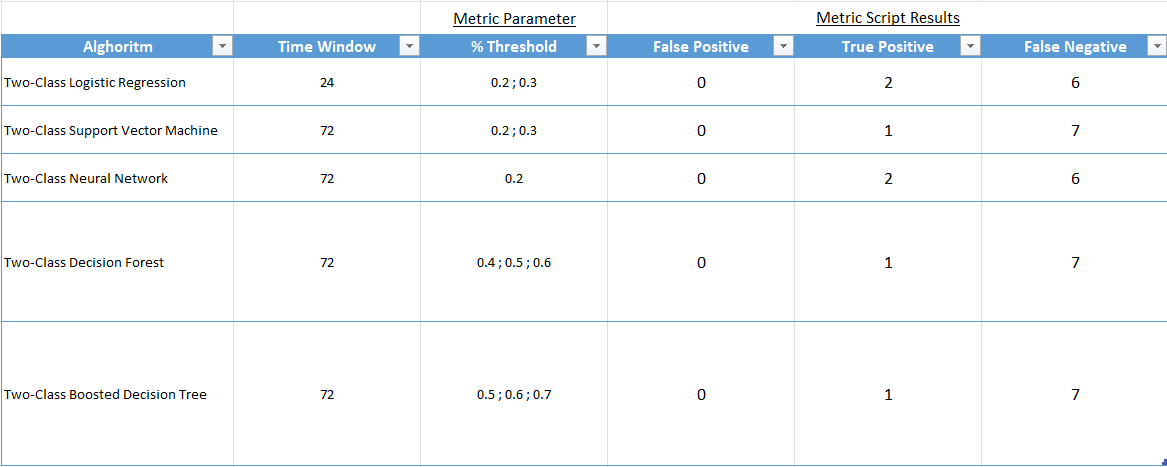 Metric Parameter Metric Script Results
Alghoritm Time Window % Threshold False Positive True Positive False Negative
Two-Class Logistic Regression 24 0.2 ; 0.3 0 2 6
Two-Class Support Vector Machine 72 0.2 ; 0.3 0 1 7
Two-Class Neural Network 72 0.2 0 2 6
Two-Class Decision Forest 72 0.4 ; 0.5 ; 0.6 0 1 7
Two-Class Boosted Decision Tree 72 0.5 ; 0.6 ; 0.7 0 1 7